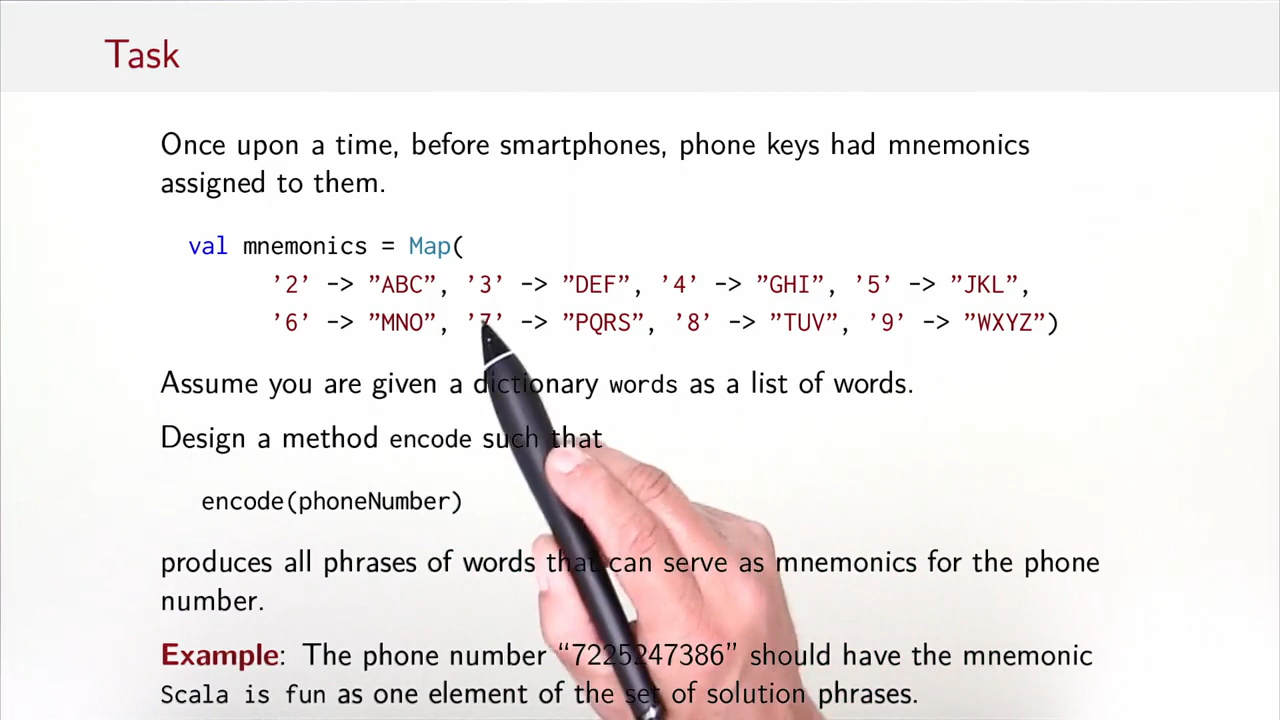 Task
Once upon a time, before smartphones, phone keys had mnemonics
assigned to them.
val mnemonics = Map(
’2’ -> ”ABC”, ’3’ -> ”DEF”, ’4’ -> ”GHI”, ’5’ -> ”JKL”,
’6’ -> ”MNO”, ’7’ -> ”PQRS”, ’8’ -> ”TUV”, ’9’ -> ”WXYZ”)
Assume you are given a dictionary words as a list of words.
Design a method encode such that
encode(phoneNumber)
produces all phrases of words that can serve as mnemonics for the phone
number.
Example: The phone number “7225247386” should have the mnemonic
Scala is fun as one element of the set of solution phrases.